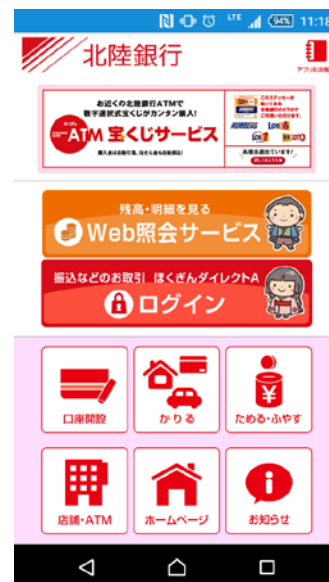 LTE 94% 11:18
北陸銀行
お近くの北陸銀行ATMで
数字選択式宝くじがカンタン購入!
ATM 宝くじサービス
残高・明細を見る
Web照会サービス
振込などのお取引 ほくぎんダイレクトA
ログイン
口座開設 かりる ためる・ふやす
店舗・ATM ホームページ お知らせ